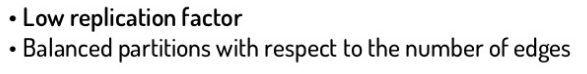 • Low replication factor
• Balanced partitions with respect to the number of edges